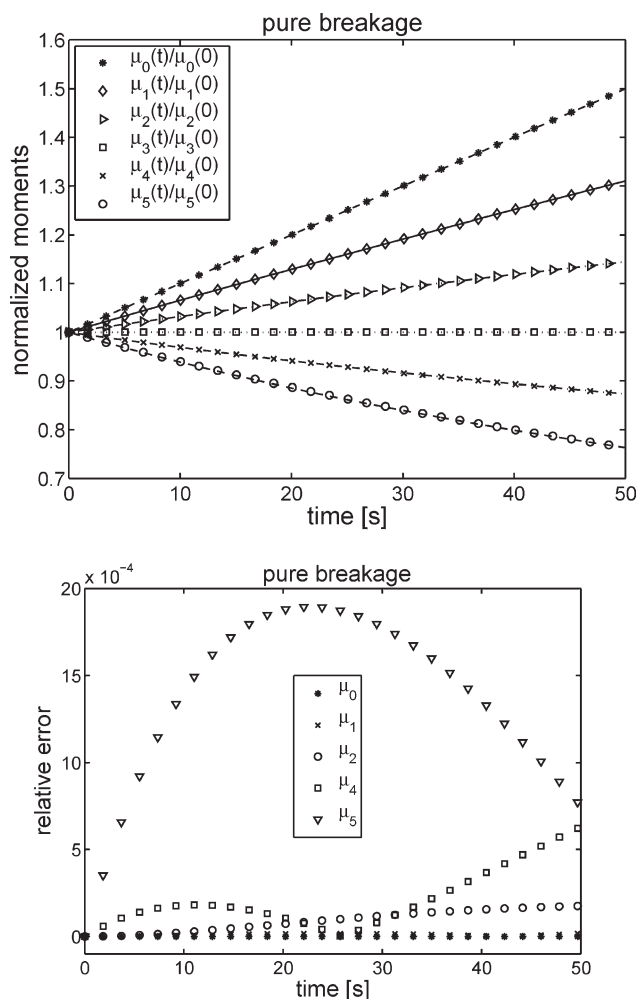 pure breakage
1.6
1.5
1.4
1.3
1.2
1.1
1
0.9
0.8
0.7
normalized moments
μ0(t)/μ0(0)
μ1(t)/μ1(0)
μ2(t)/μ2(0)
μ3(t)/μ3(0)
μ4(t)/μ4(0)
μ5(t)/μ5(0)
0 10 20 30 40 50
time [s]
x 10^−4
pure breakage
20
15
10
5
0
relative error
μ0
μ1
μ2
μ4
μ5
0 10 20 30 40 50
time [s]